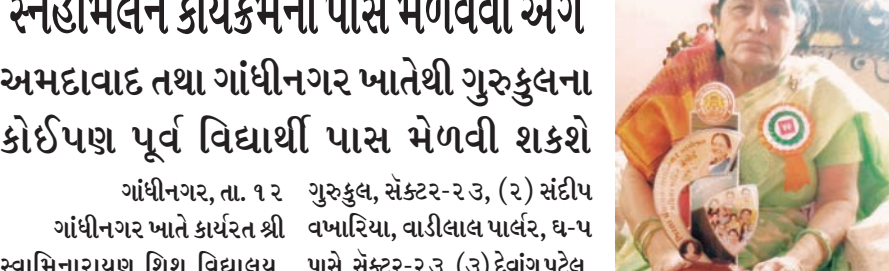 સ્નેહમિલન કાર્યક્રમના પાસ મેળવવા અંગે
અમદાવાદ તથા ગાંધીનગર ખાતેથી ગુરુકુલના
કોઈપણ પૂર્વ વિદ્યાર્થી પાસ મેળવી શકશે
ગાંધીનગર, તા. ૧૨
ગાંધીનગર ખાતે કાર્યરત શ્રી
સ્વામિનારાયણ શિશુ વિદ્યાલય,
ગુરુકુલ, સૅક્ટર-૨૩, (૨) સંદીપ
વખારિયા, વાડીલાલ પાર્લર, ઘ-૫
પાસે, સૅક્ટર-૨૩, (૩) દેવાંગ પટેલ,